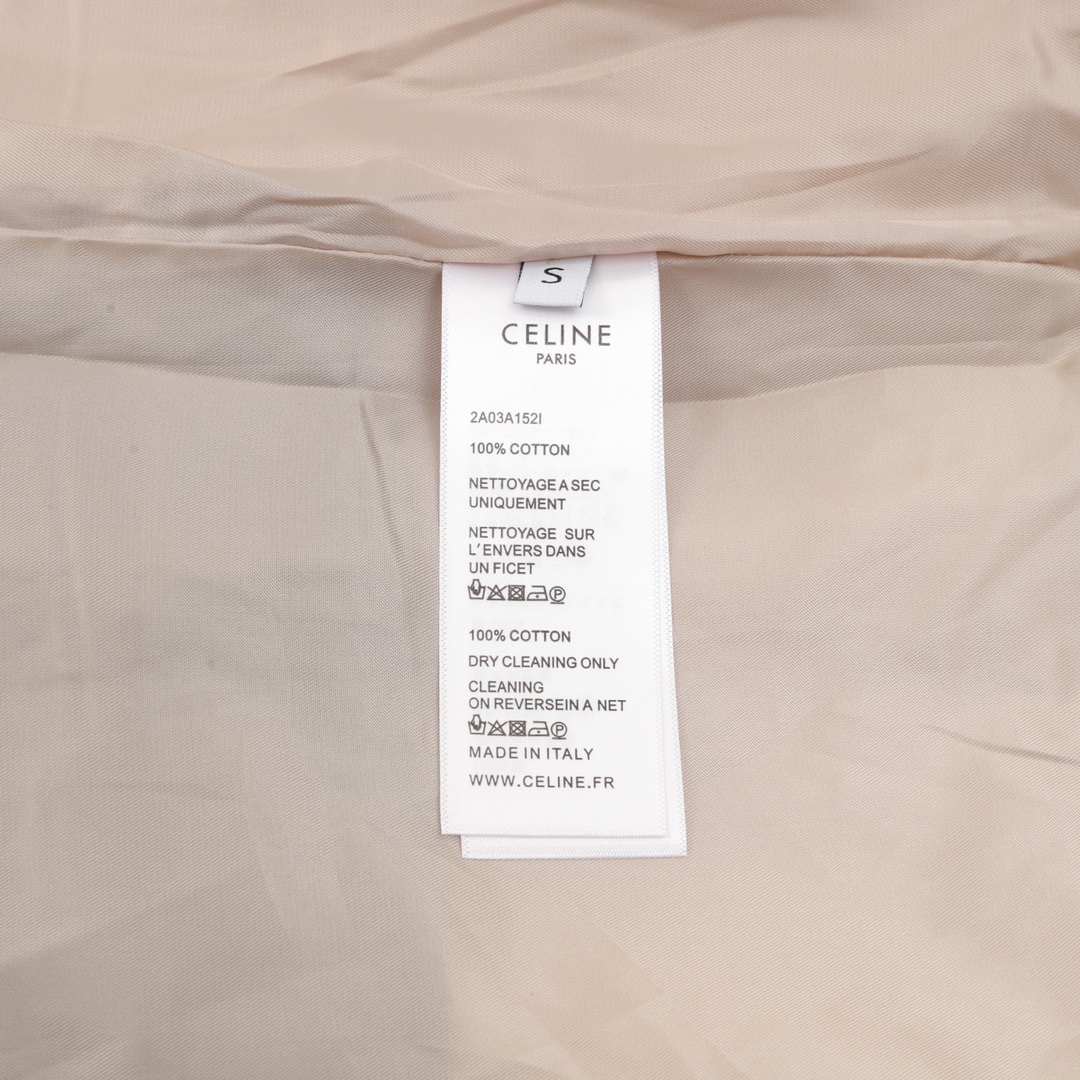 S
CELINE
PARIS
2A03A152I
100% COTTON
NETTOYAGE A SEC
UNIQUEMENT
NETTOYAGE SUR
L'ENVERS DANS
UN FICET
P
100% COTTON
DRY CLEANING ONLY
CLEANING
ON REVERSEIN A NET
P
MADE IN ITALY
WWW.CELINE.FR